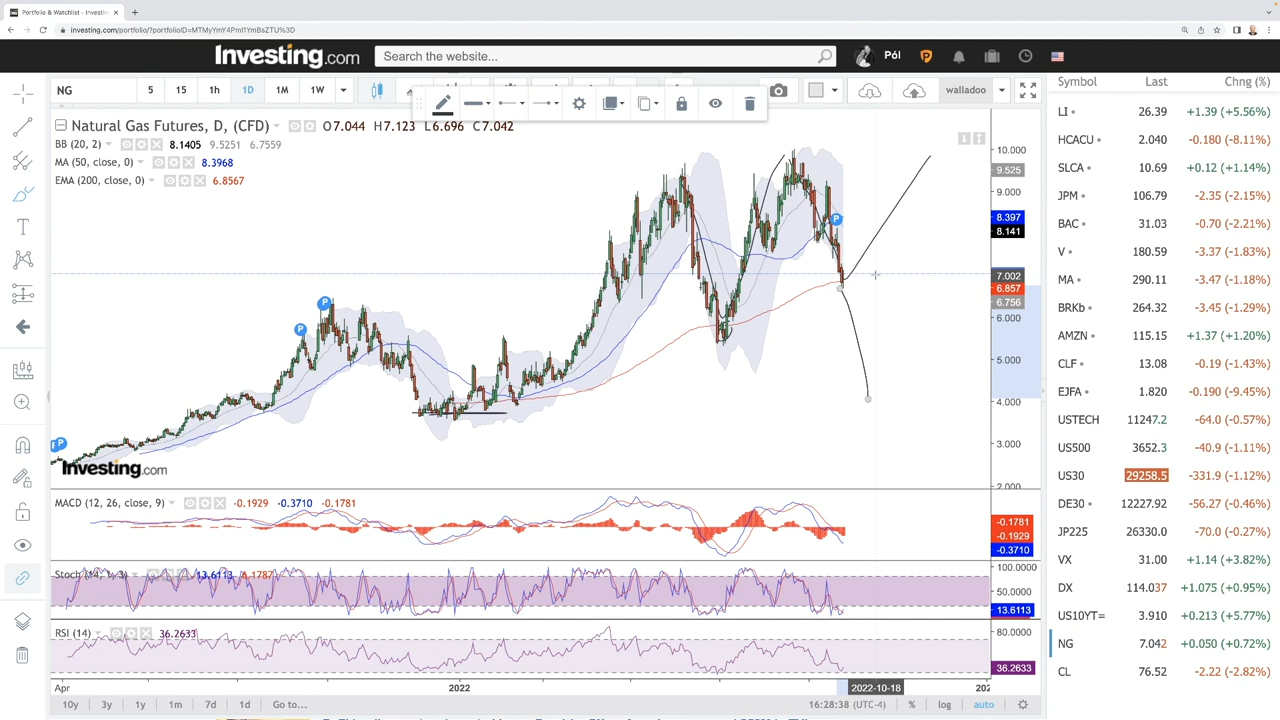 Portfolio & Watchlist - Investin
investing.com/portfolio/?portfolioID=MTMyYmY4PmI1YmBsZTU%3D
Investing.com
Search the website...
Pól
NG 5 15 1h 1D 1M 1W
walladoo
Natural Gas Futures, D, (CFD) O7.044 H7.123 L6.696 C7.042
BB (20, 2) 8.1405 9.5251 6.7559
MA (50, close, 0) 8.3968
EMA (200, close, 0) 6.8567
10.000
9.525
9.000
8.397
8.141
7.002
6.857
6.756
6.000
5.000
4.000
3.000
2.000
P
P
P
P
Investing.com
MACD (12, 26, close, 9) -0.1929 -0.3710 -0.1781
-0.1781
-0.1929
-0.3710
13.6113 6.1787
100.0000
50.0000
13.6113
RSI (14) 36.2633
80.0000
36.2633
Apr 2022 2022-10-18
10y 3y 1y 1m 7d 1d Go to... 16:28:38 (UTC-4) % log auto
Symbol Last Chng (%)
LI 26.39 +1.39 (+5.56%)
HCACU 2.040 -0.180 (-8.11%)
SLCA 10.69 +0.12 (+1.14%)
JPM 106.79 -2.35 (-2.15%)
BAC 31.03 -0.70 (-2.21%)
V 180.59 -3.37 (-1.83%)
MA 290.11 -3.47 (-1.18%)
BRKb 264.32 -3.45 (-1.29%)
AMZN 115.15 +1.37 (+1.20%)
CLF 13.08 -0.19 (-1.43%)
EJFA 1.820 -0.190 (-9.45%)
USTECH 11247.2 -64.0 (-0.57%)
US500 3652.3 -40.9 (-1.11%)
US30 29258.5 -331.9 (-1.12%)
DE30 12227.92 -56.27 (-0.46%)
JP225 26330.0 -70.0 (-0.27%)
VX 31.00 +1.14 (+3.82%)
DX 114.037 +1.075 (+0.95%)
US10YT= 3.910 +0.213 (+5.77%)
NG 7.042 +0.050 (+0.72%)
CL 76.52 -2.22 (-2.82%)